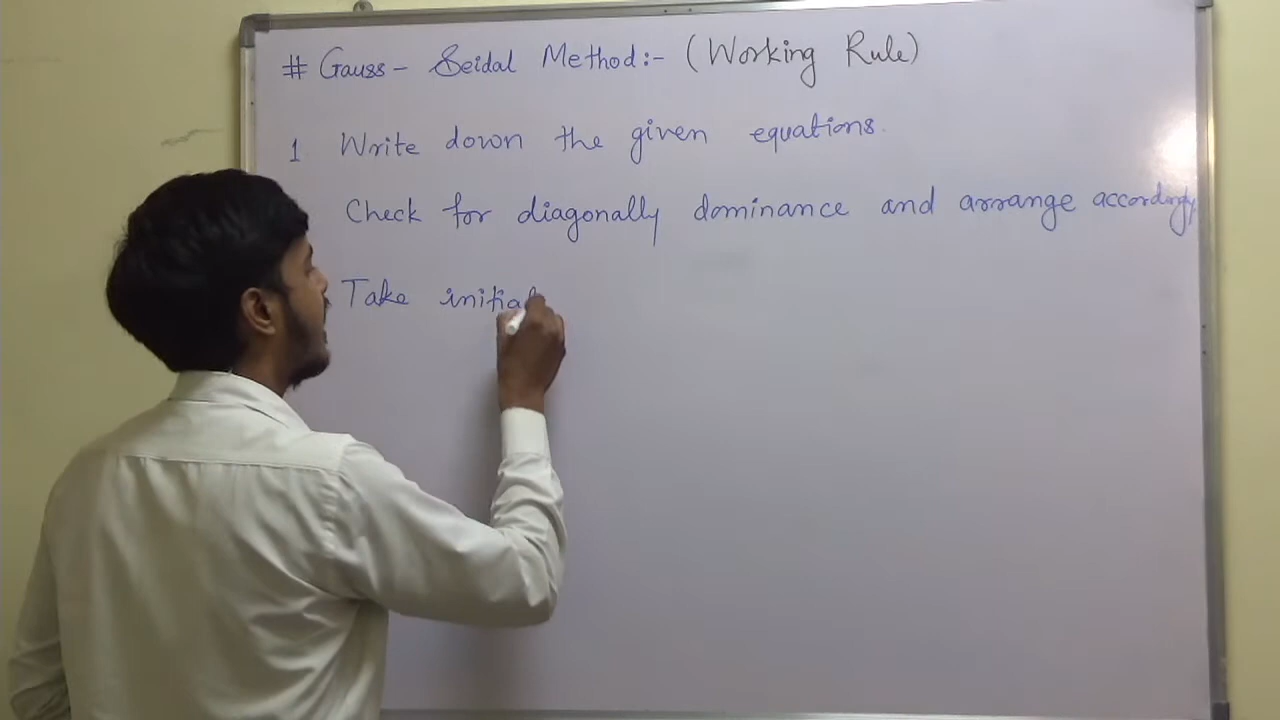 # Gauss - Seidal Method:- (Working Rule)
1 Write down the given equations.
Check for diagonally dominance and arrange accordingly
Take initial